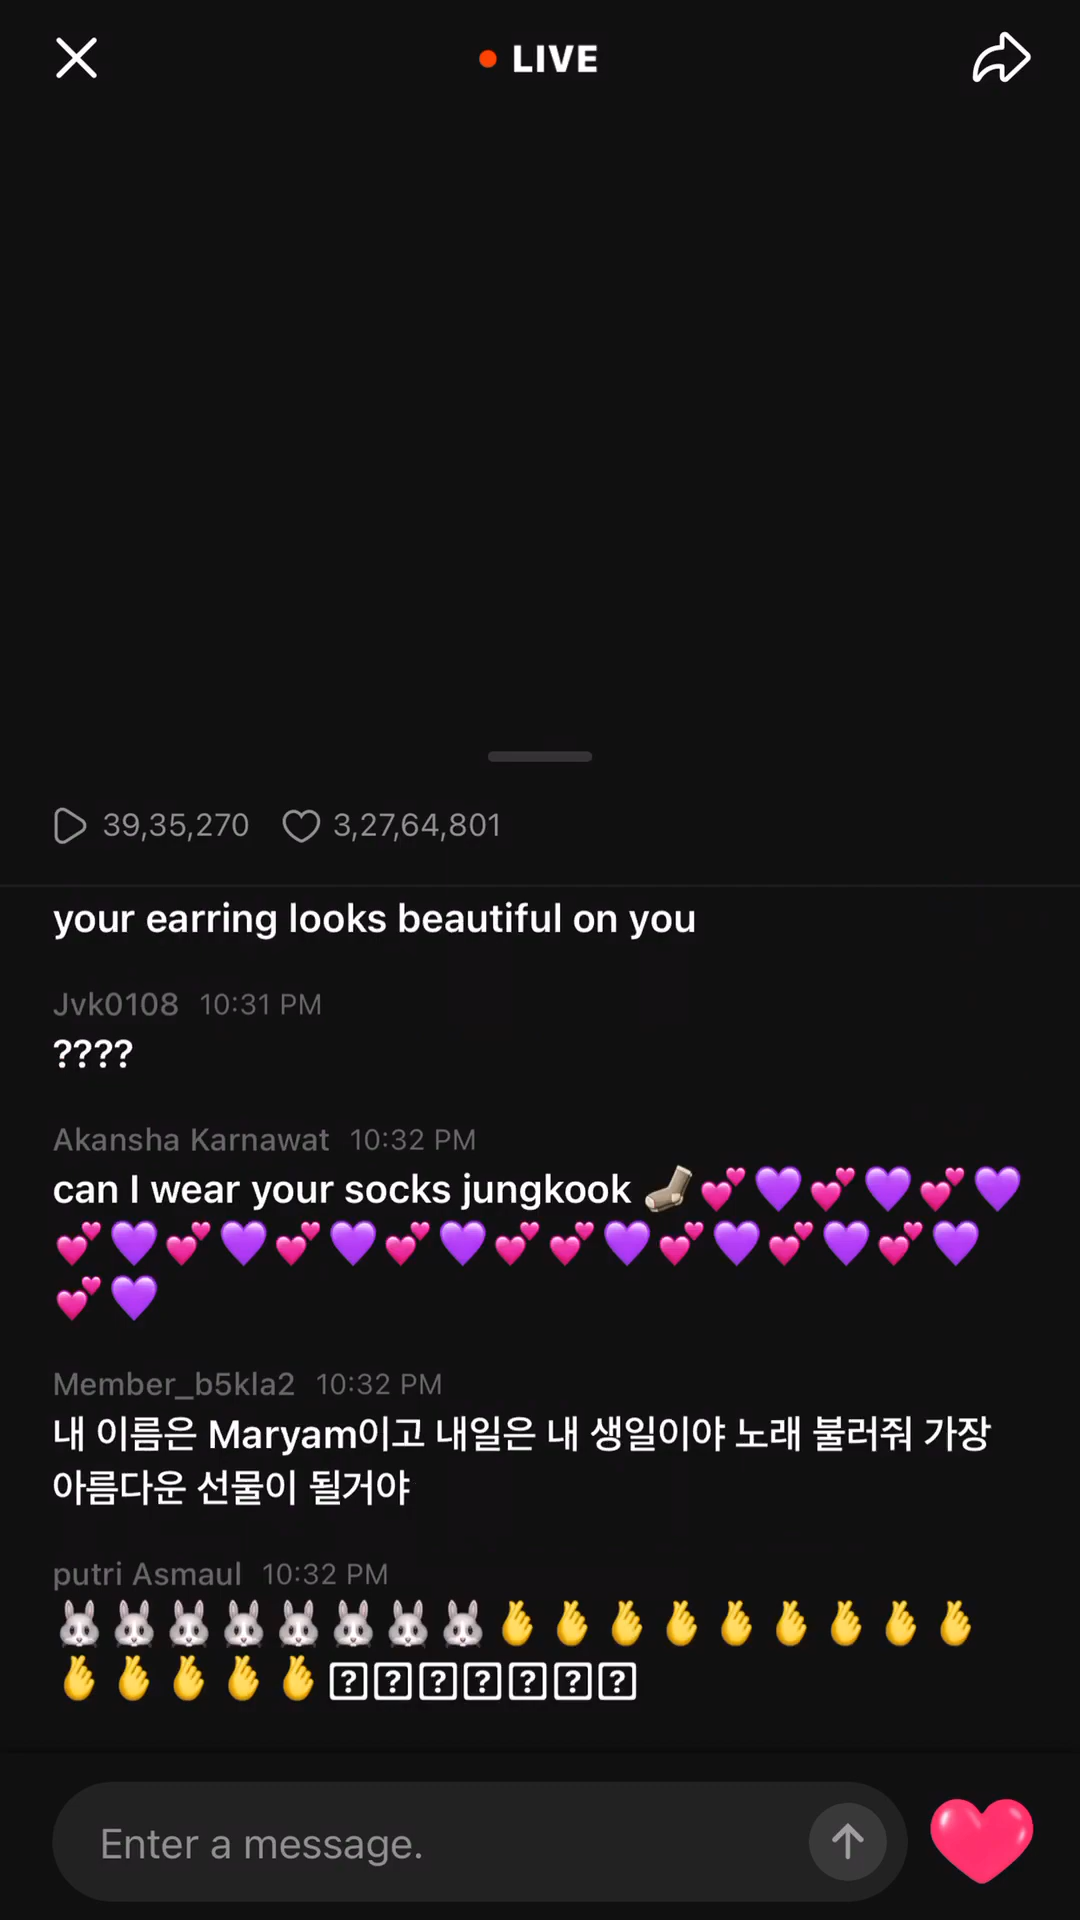 LIVE
39,35,270 3,27,64,801
your earring looks beautiful on you
Jvk0108 10:31 PM
????
Akansha Karnawat 10:32 PM
can I wear your socks jungkook 🧦💕💜💕💜💕💜
💕💜💕💜💕💜💕💜💕💕💜💕💜💕💜💕💜
💕💜
Member_b5kla2 10:32 PM
내 이름은 Maryam이고 내일은 내 생일이야 노래 불러줘 가장
아름다운 선물이 될거야
putri Asmaul 10:32 PM
🐰🐰🐰🐰🐰🐰🐰🐰🫰🫰🫰🫰🫰🫰🫰🫰🫰
🫰🫰🫰🫰🫰⍰⍰⍰⍰⍰⍰⍰
Enter a message.